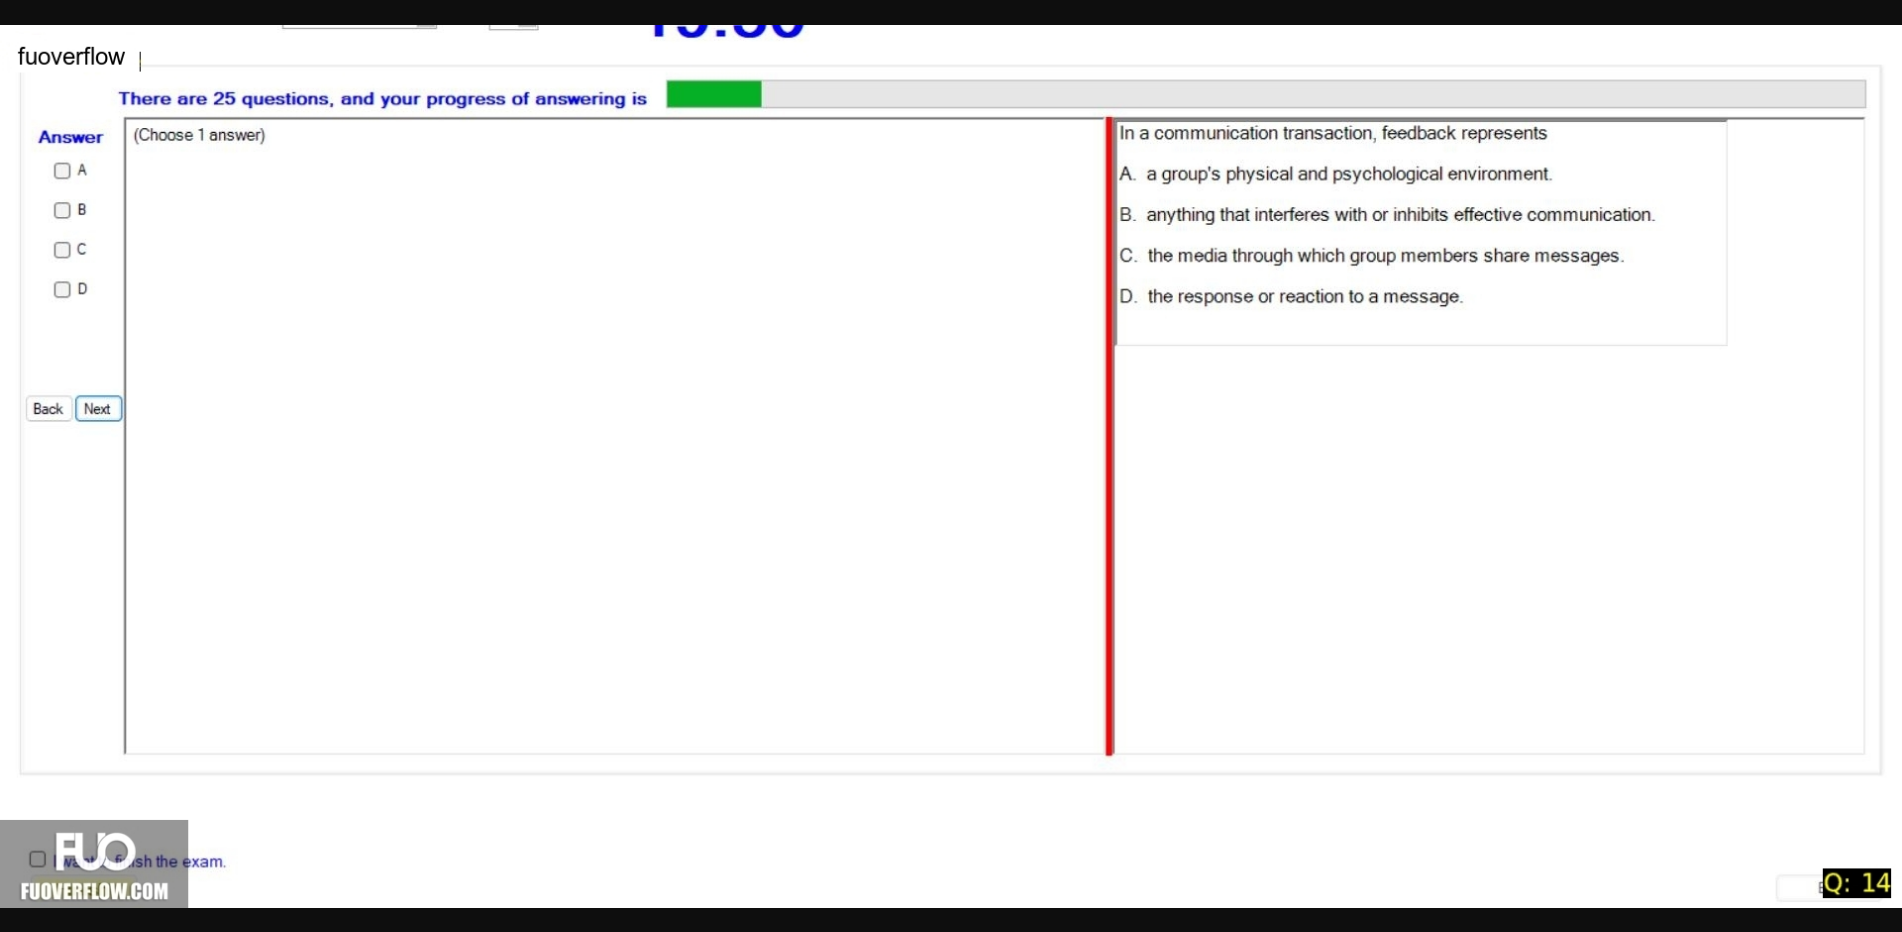 fuoverflow
There are 25 questions, and your progress of answering is
Answer
(Choose 1 answer)
A
B
C
D
Back Next
In a communication transaction, feedback represents
A. a group's physical and psychological environment.
B. anything that interferes with or inhibits effective communication.
C. the media through which group members share messages.
D. the response or reaction to a message.
the exam.
FUO
FUOVERFLOW.COM
Q: 14